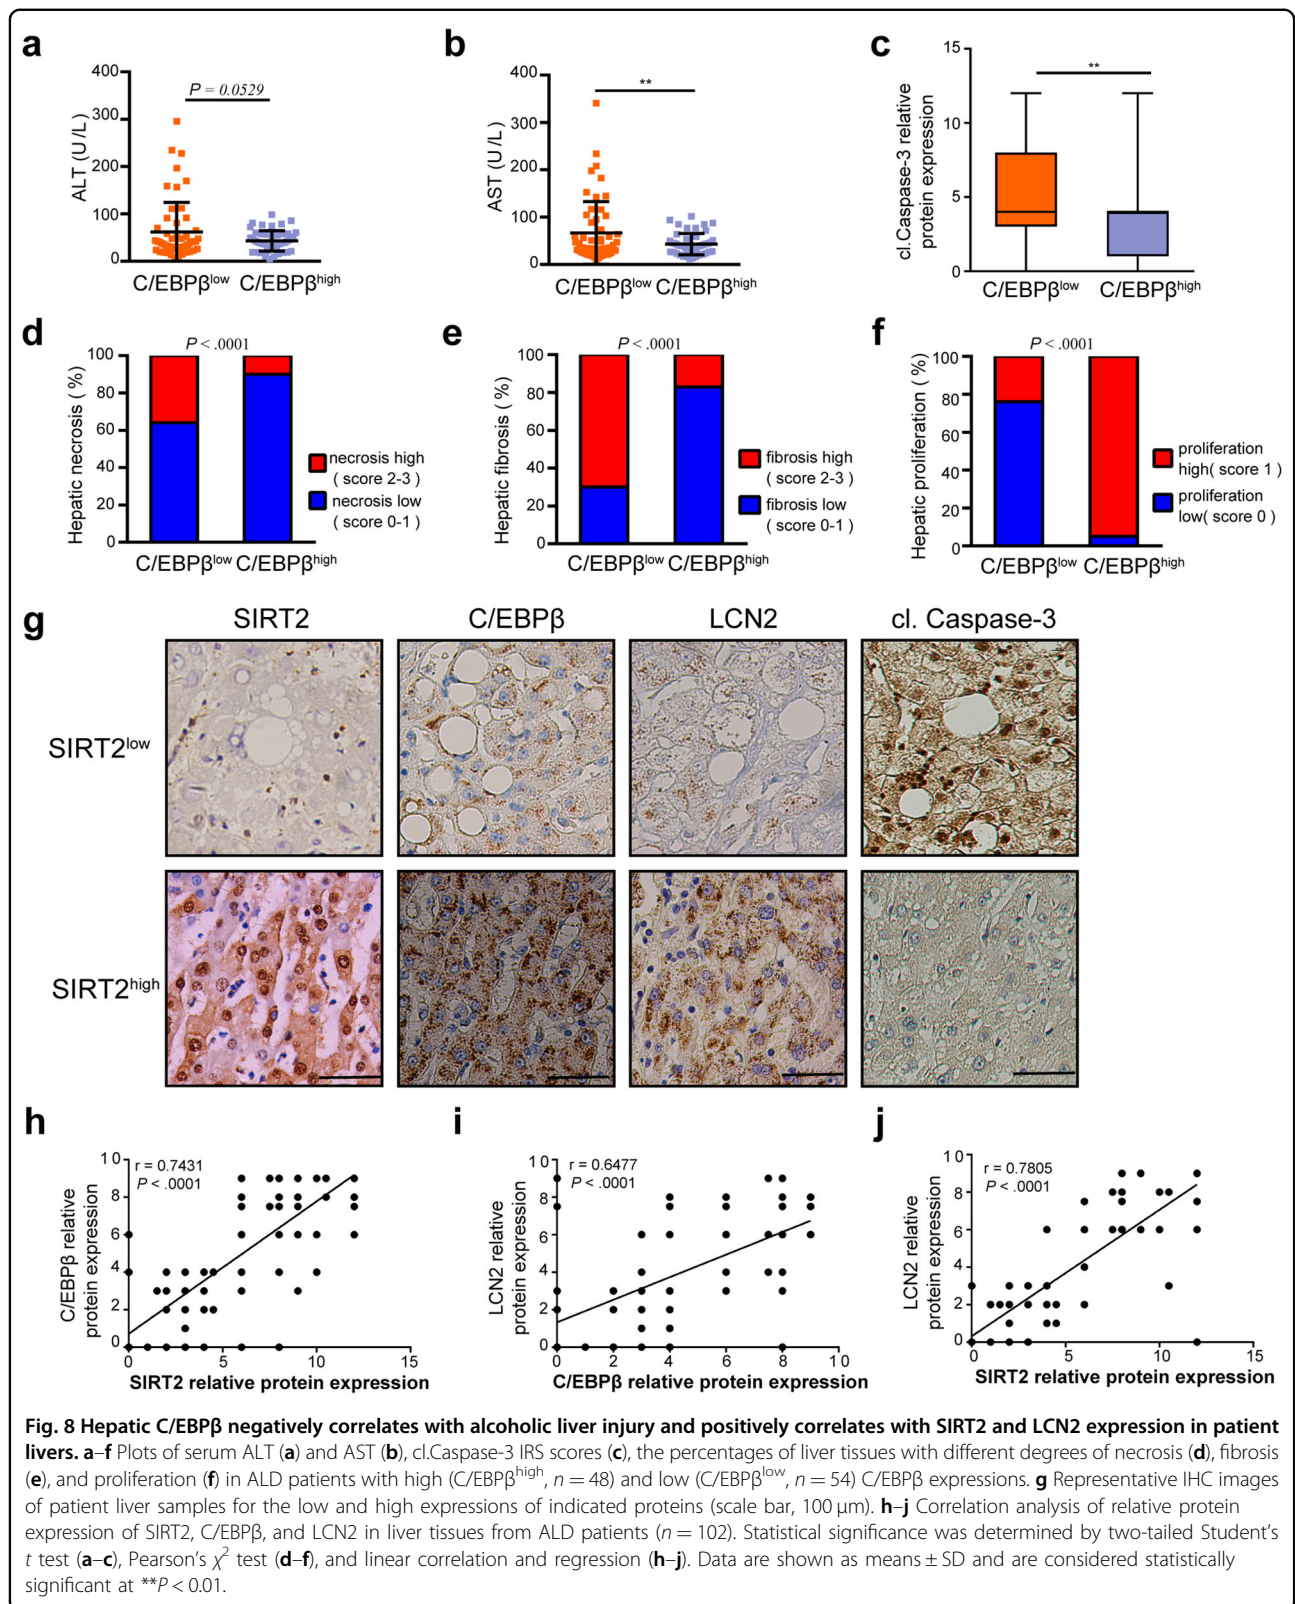 a
400
300
200
100
0
ALT (U/L)
P = 0.0529
C/EBPβlow C/EBPβhigh
b
400
300
200
100
0
AST (U/L)
**
C/EBPβlow C/EBPβhigh
c
15
10
5
0
cl.Caspase-3 relative
protein expression
**
C/EBPβlow C/EBPβhigh
d
P < .0001
100
80
60
40
20
0
Hepatic necrosis (%)
necrosis high
( score 2-3 )
necrosis low
( score 0-1 )
C/EBPβlow C/EBPβhigh
e
P < .0001
100
80
60
40
20
0
Hepatic fibrosis (%)
fibrosis high
( score 2-3 )
fibrosis low
( score 0-1 )
C/EBPβlow C/EBPβhigh
f
P < .0001
100
80
60
40
20
0
Hepatic proliferation (%)
proliferation
high( score 1 )
proliferation
low( score 0 )
C/EBPβlow C/EBPβhigh
g
SIRT2 C/EBPβ LCN2 cl. Caspase-3
SIRT2low
SIRT2high
h
r = 0.7431
P < .0001
10
8
6
4
2
0
C/EBPβ relative
protein expression
0 5 10 15
SIRT2 relative protein expression
i
r = 0.6477
P < .0001
10
8
6
4
2
0
LCN2 relative
protein expression
0 2 4 6 8 10
C/EBPβ relative protein expression
j
r = 0.7805
P < .0001
10
8
6
4
2
0
LCN2 relative
protein expression
0 5 10 15
SIRT2 relative protein expression
Fig. 8 Hepatic C/EBPβ negatively correlates with alcoholic liver injury and positively correlates with SIRT2 and LCN2 expression in patient
livers. a–f Plots of serum ALT (a) and AST (b), cl.Caspase-3 IRS scores (c), the percentages of liver tissues with different degrees of necrosis (d), fibrosis
(e), and proliferation (f) in ALD patients with high (C/EBPβhigh, n = 48) and low (C/EBPβlow, n = 54) C/EBPβ expressions. g Representative IHC images
of patient liver samples for the low and high expressions of indicated proteins (scale bar, 100 μm). h–j Correlation analysis of relative protein
expression of SIRT2, C/EBPβ, and LCN2 in liver tissues from ALD patients (n = 102). Statistical significance was determined by two-tailed Student's
t test (a–c), Pearson's χ2 test (d–f), and linear correlation and regression (h–j). Data are shown as means ± SD and are considered statistically
significant at **P < 0.01.